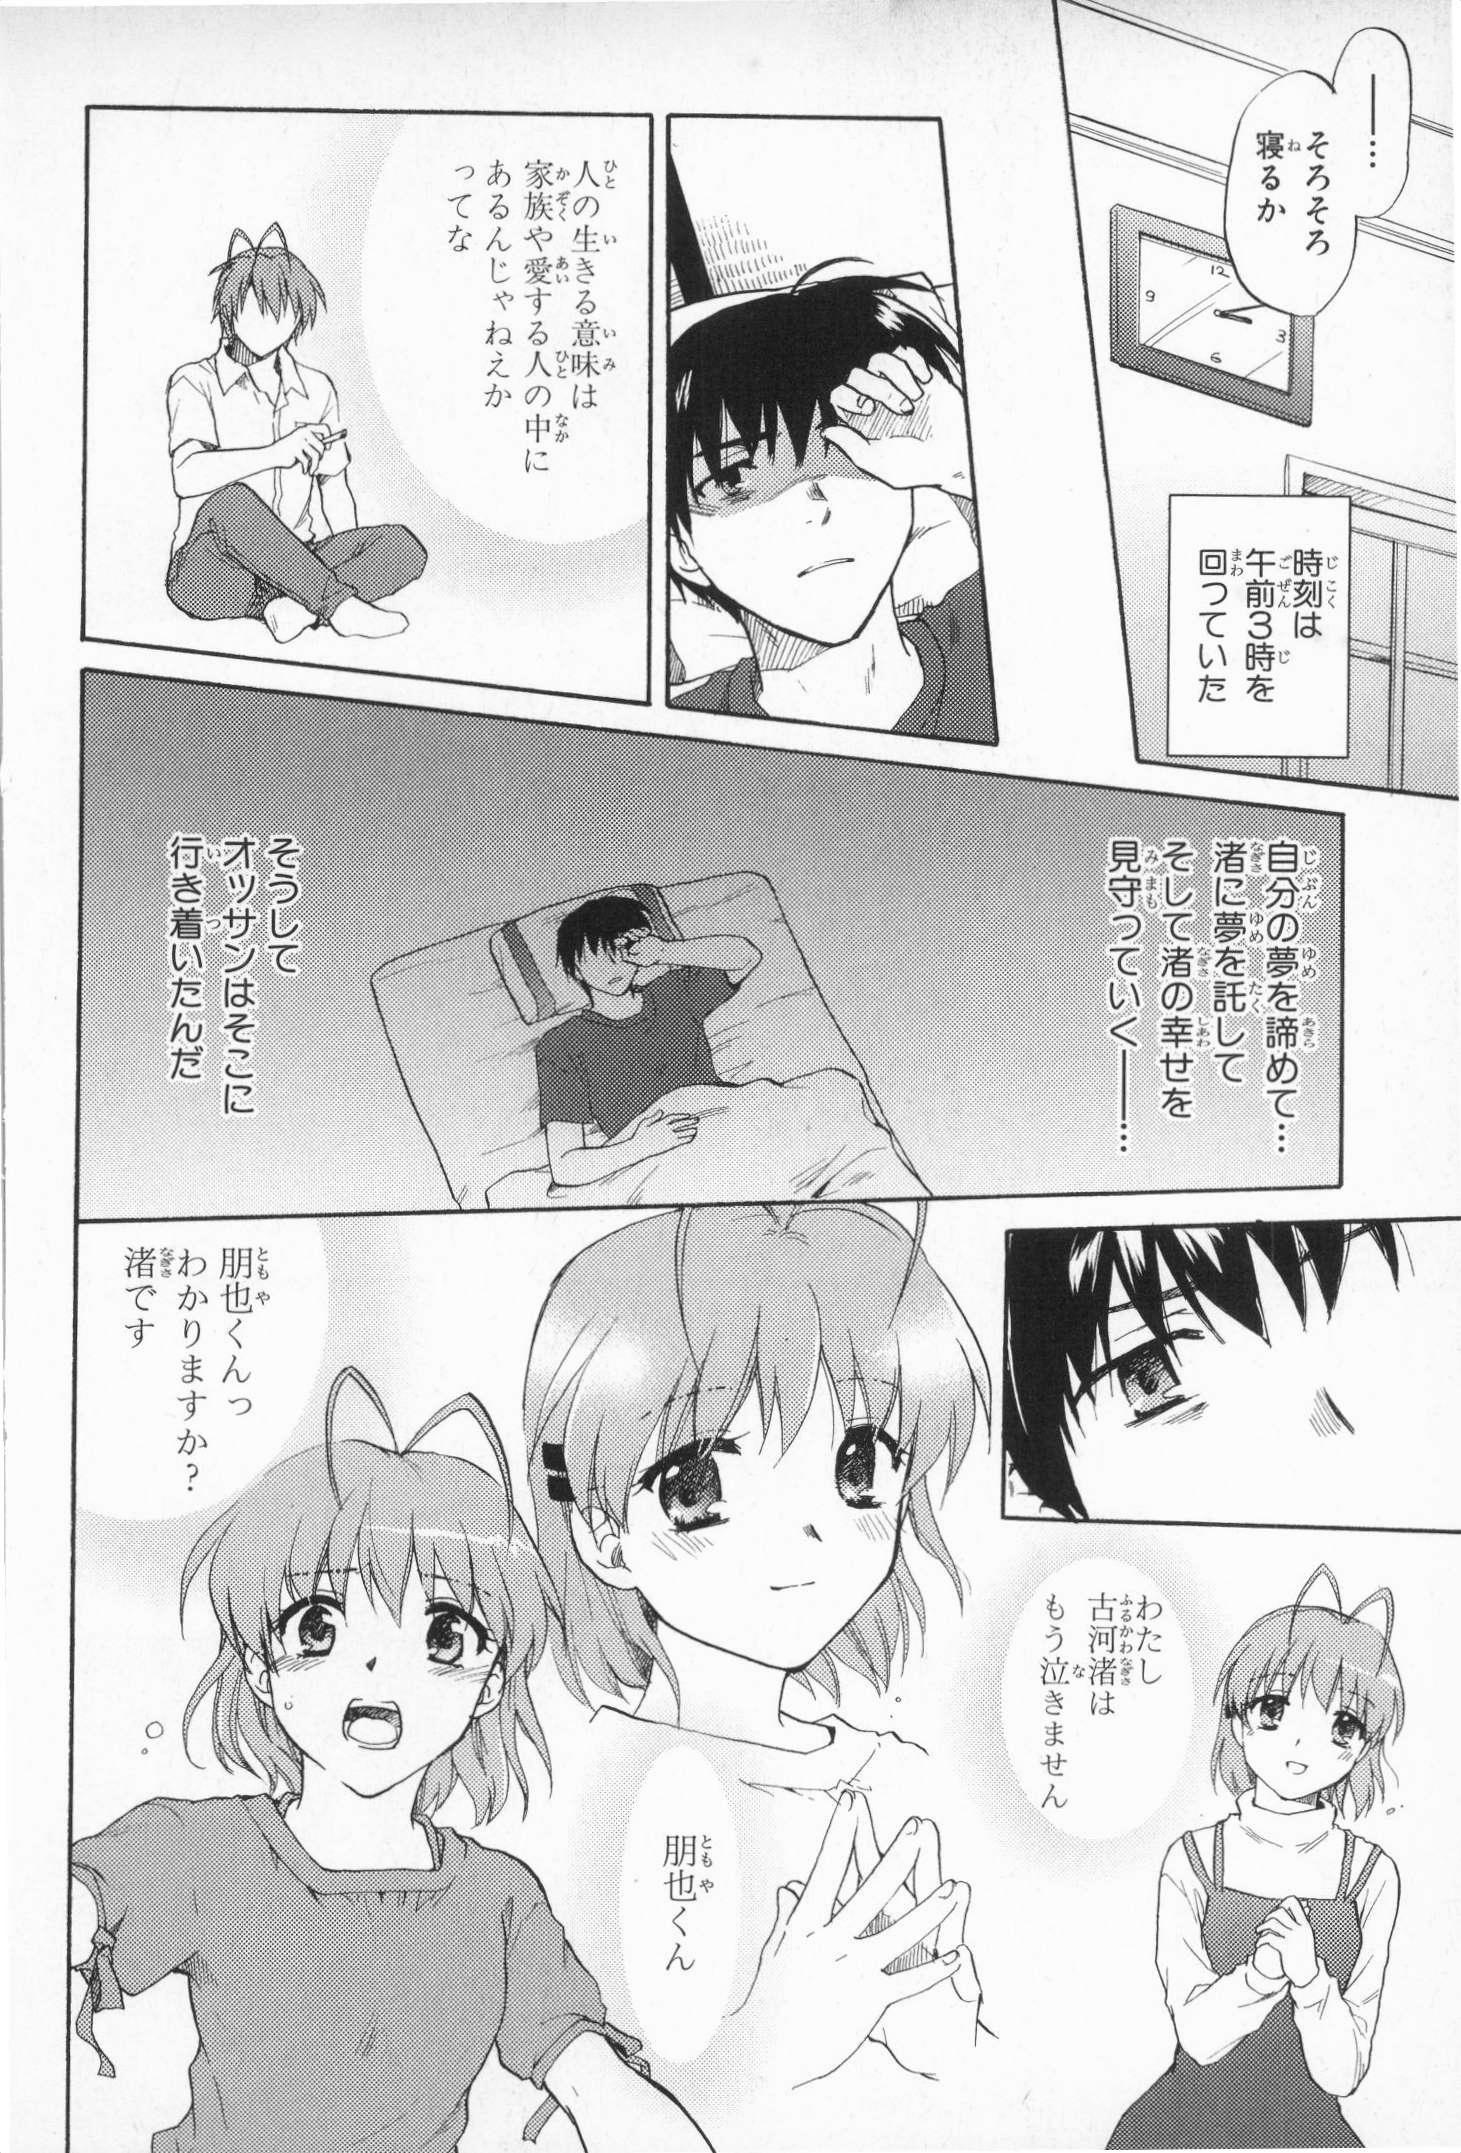 ──…
そろそろ
寝るか
12
3
6
9
時刻は
午前3時を
回っていた
人の生きる意味は
家族や愛する人の中に
あるんじゃねえか
ってな
自分の夢を諦めて…
渚に夢を託して
そして渚の幸せを
見守っていく──…
そうして
オッサンはそこに
行き着いたんだ
わたし
古河渚は
もう泣きません
朋也くん
朋也くんっ
わかりますか?
渚です